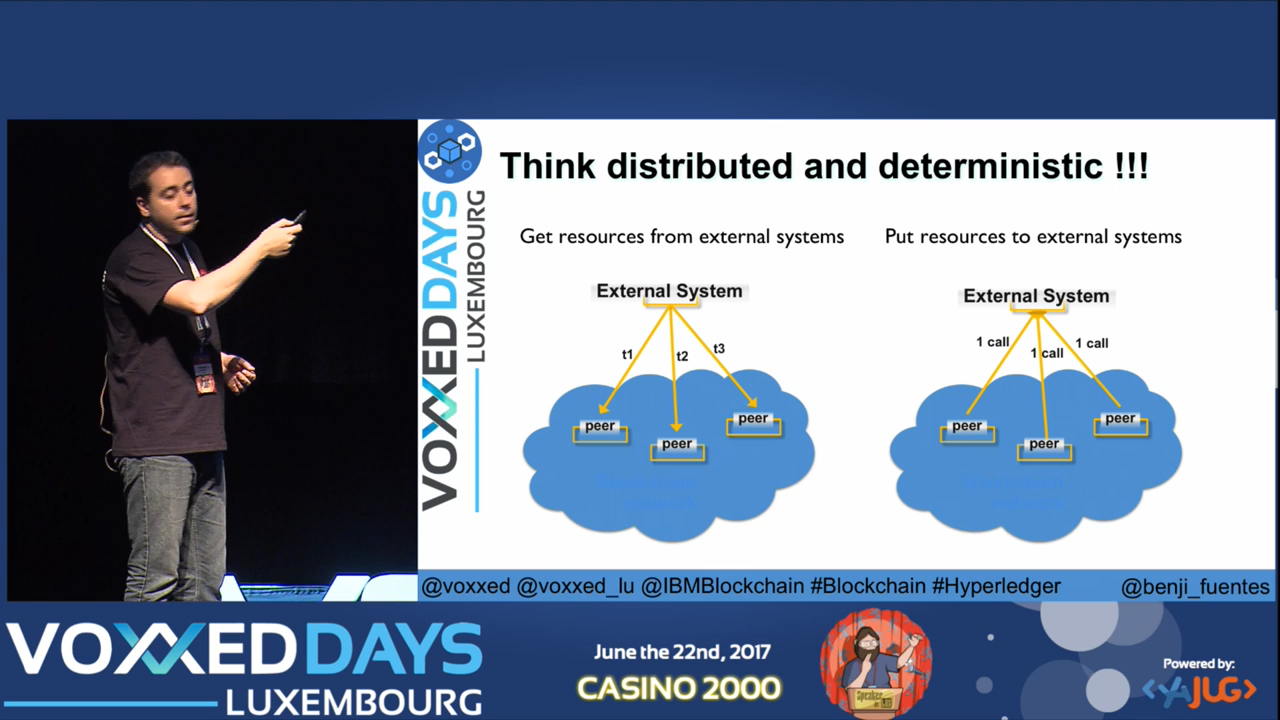 VOXXED DAYS
LUXEMBOURG
Think distributed and deterministic !!!
Get resources from external systems
Put resources to external systems
External System
t1
t2
t3
peer
peer
peer
External System
1 call
1 call
1 call
peer
peer
peer
@voxxed @voxxed_lu @IBMBlockchain #Blockchain #Hyperledger
@benji_fuentes
VOXXED DAYS
LUXEMBOURG
June the 22nd, 2017
CASINO 2000
Speaker
Powered by:
YAJUG